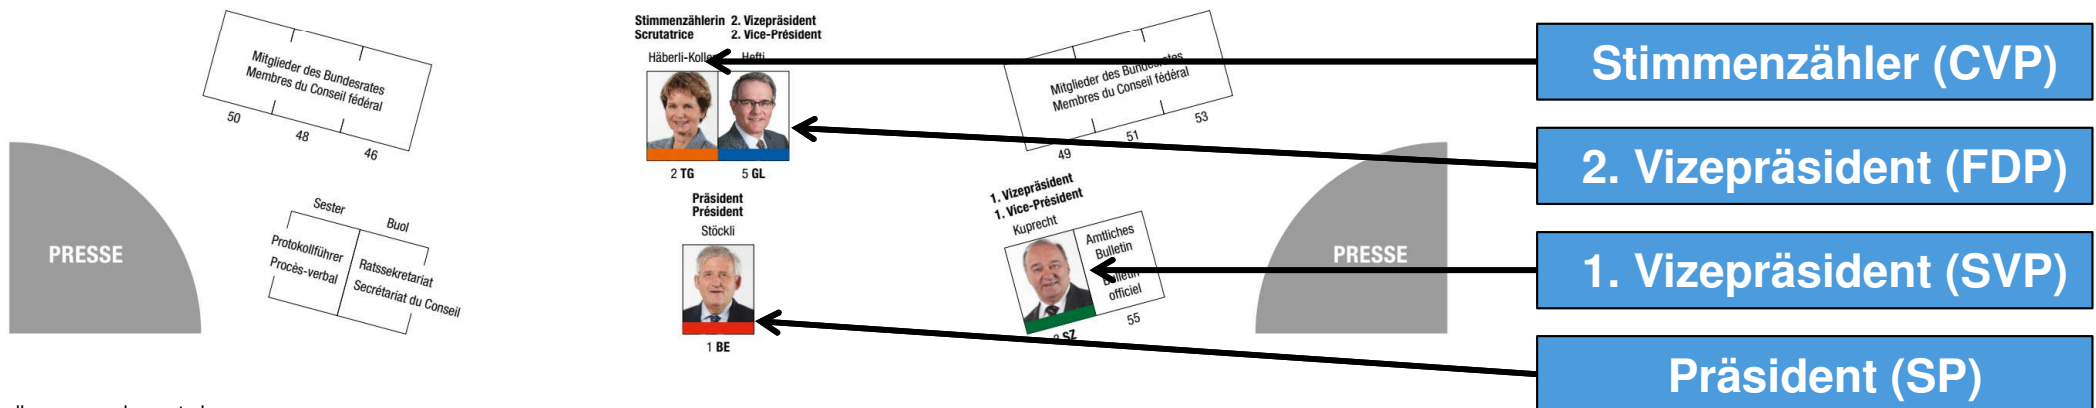 Mitglieder des Bundesrates
Membres du Conseil fédéral
50
48
46
PRESSE
Sester
Buol
Protokollführer
Procès-verbal
Ratssekretariat
Secrétariat du Conseil
Stimmenzählerin
Scrutatrice
2. Vizepräsident
2. Vice-Président
Häberli-Koller
Hefti
2 TG
5 GL
Präsident
Président
Stöckli
1 BE
Mitglieder des Bundesrates
Membres du Conseil fédéral
49
51
53
1. Vizepräsident
1. Vice-Président
Kuprecht
Amtliches
Bulletin
Bulletin
officiel
SZ
55
PRESSE
Stimmenzähler (CVP)
2. Vizepräsident (FDP)
1. Vizepräsident (SVP)
Präsident (SP)